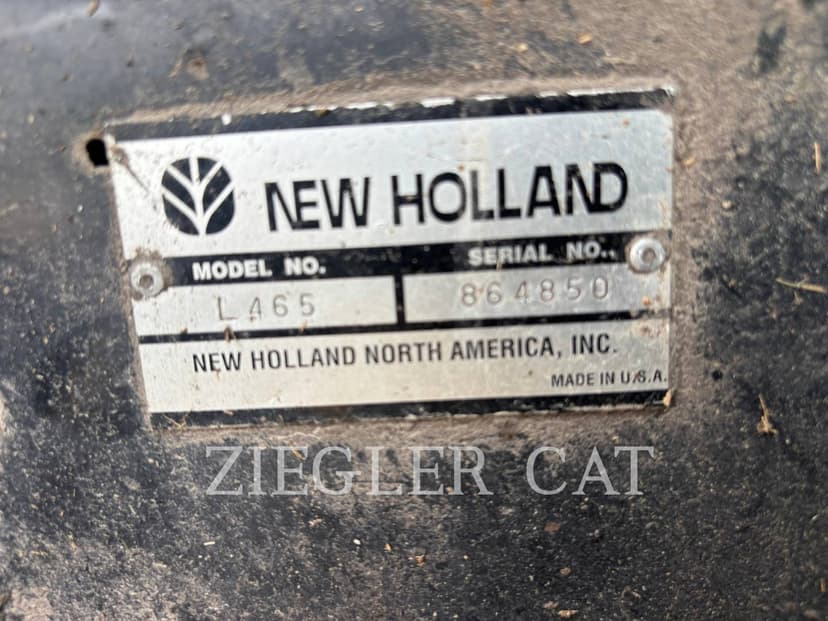 NEW HOLLAND
MODEL NO. SERIAL NO.
L465 864850
NEW HOLLAND NORTH AMERICA, INC.
MADE IN U.S.A.
ZIEGLER CAT